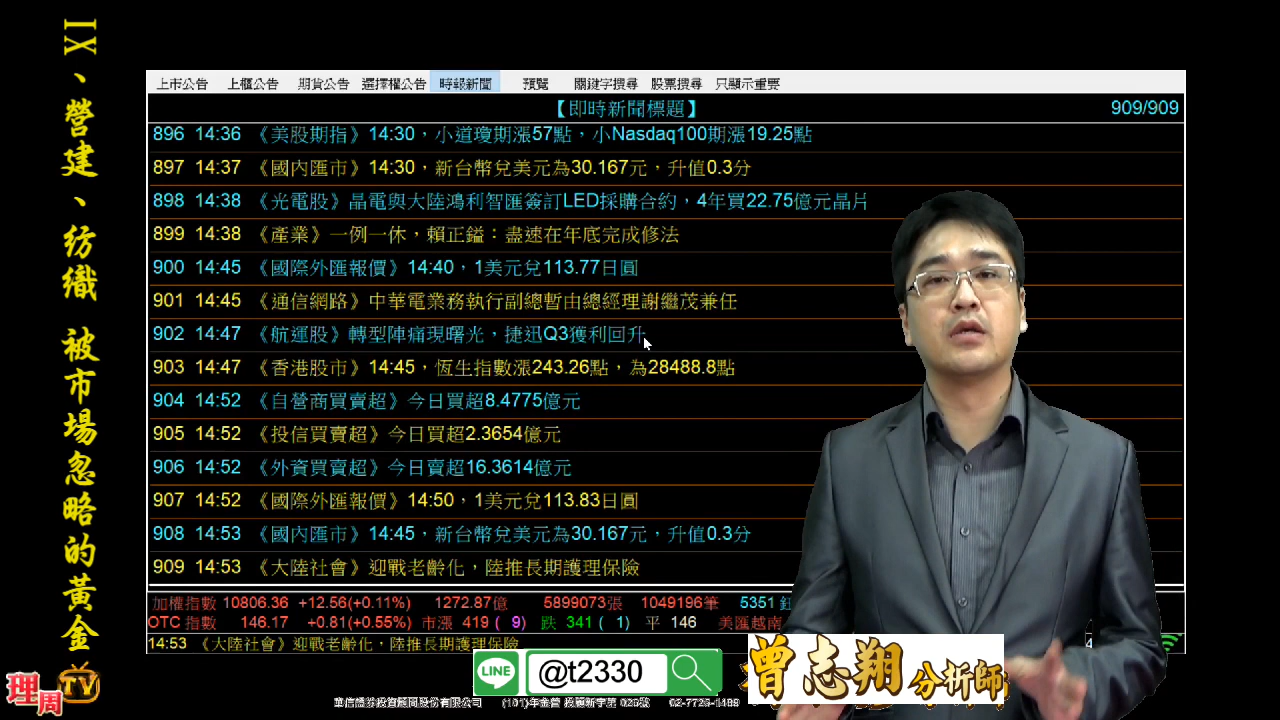 IX、營建、紡織 被市場忽略的黃金
上市公告 上櫃公告 期貨公告 選擇權公告 時報新聞 預覽 關鍵字搜尋 股票搜尋 只顯示重要
【即時新聞標題】 909/909
896 14:36 《美股期指》14:30，小道瓊期漲57點，小Nasdaq100期漲19.25點
897 14:37 《國內匯市》14:30，新台幣兌美元為30.167元，升值0.3分
898 14:38 《光電股》晶電與大陸鴻利智匯簽訂LED採購合約，4年買22.75億元晶片
899 14:38 《產業》一例一休，賴正鎰：盡速在年底完成修法
900 14:45 《國際外匯報價》14:40，1美元兌113.77日圓
901 14:45 《通信網路》中華電業務執行副總暫由總經理謝繼茂兼任
902 14:47 《航運股》轉型陣痛現曙光，捷迅Q3獲利回升
903 14:47 《香港股市》14:45，恆生指數漲243.26點，為28488.8點
904 14:52 《自營商買賣超》今日買超8.4775億元
905 14:52 《投信買賣超》今日買超2.3654億元
906 14:52 《外資買賣超》今日賣超16.3614億元
907 14:52 《國際外匯報價》14:50，1美元兌113.83日圓
908 14:53 《國內匯市》14:45，新台幣兌美元為30.167元，升值0.3分
909 14:53 《大陸社會》迎戰老齡化，陸推長期護理保險
加權指數 10806.36 +12.56(+0.11%) 1272.87億 5899073張 1049196筆 5351
OTC 指數 146.17 +0.81(+0.55%) 市漲 419 ( 9) 跌 341 ( 1) 平 146 美匯越南
14:53 《大陸社會》迎戰老齡化，陸推長期護理保險
理周TV
LINE @t2330
曾志翔 分析師
華信證券投資顧問股份有限公司